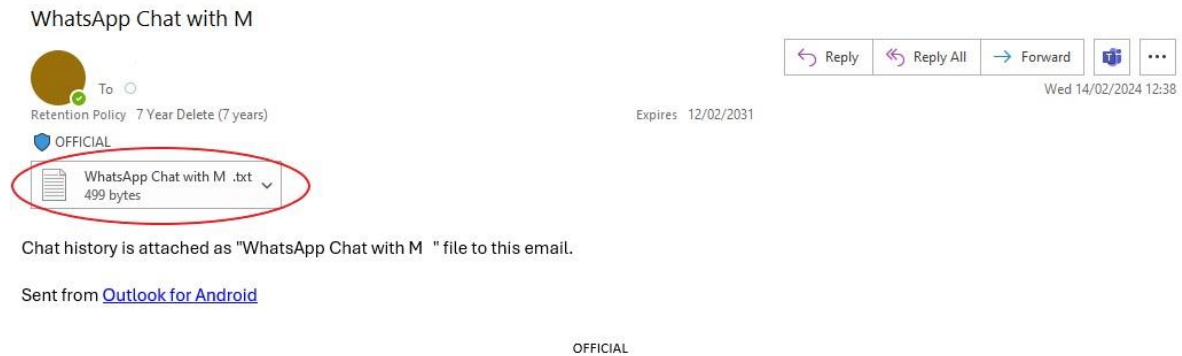 WhatsApp Chat with M
Reply Reply All Forward
To
Wed 14/02/2024 12:38
Retention Policy 7 Year Delete (7 years) Expires 12/02/2031
OFFICIAL
WhatsApp Chat with M .txt
499 bytes
Chat history is attached as "WhatsApp Chat with M " file to this email.
Sent from Outlook for Android
OFFICIAL